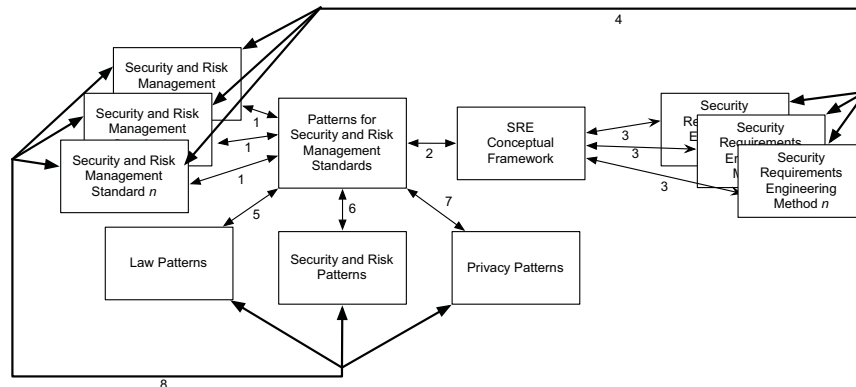 4
Security and Risk
Management
Security and Risk
Management
Security and Risk
Management
Standard n
1
1
1
Patterns for
Security and Risk
Management
Standards
2
SRE
Conceptual
Framework
3
3
3
Security
Security
Requirements
Security
Requirements
Engineering
Method n
5
6
7
Law Patterns
Security and Risk
Patterns
Privacy Patterns
8